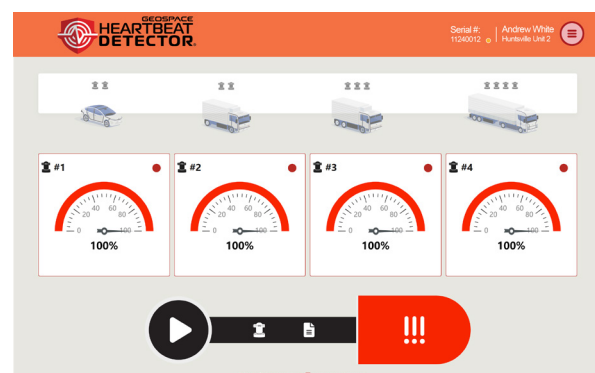 GEOSPACE
HEARTBEAT
DETECTOR.
Serial #:
11240012
Andrew White
Huntsville Unit 2
#1
#2
#3
#4
0 20 40 60 80 100
0 20 40 60 80 100
0 20 40 60 80 100
0 20 40 60 80 100
100%
100%
100%
100%
!!!